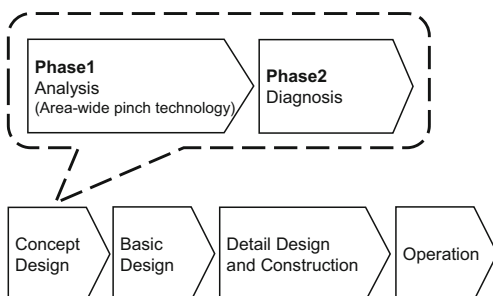 Phase1
Analysis
(Area-wide pinch technology)
Phase2
Diagnosis
Concept
Design
Basic
Design
Detail Design
and Construction
Operation